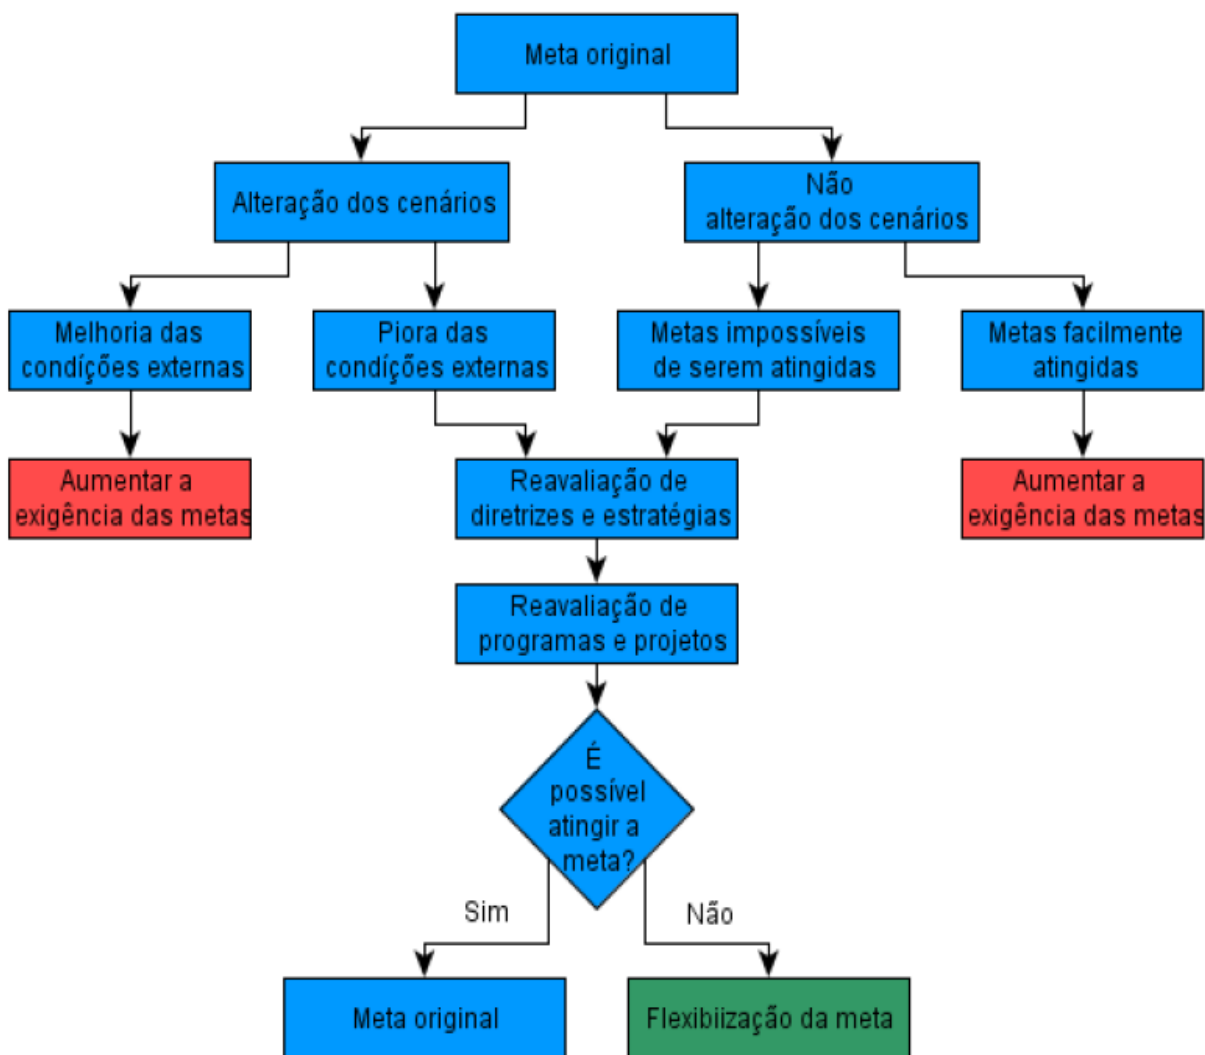 Meta original
Alteração dos cenários
Não
alteração dos cenários
Melhoria das
condíções externas
Piora das
condíções externas
Metas impossíveis
de serem atingidas
Metas facilmente
atingidas
Aumentar a
exigência das metas
Reavaliação de
diretrizes e estratégias
Aumentar a
exigência das metas
Reavaliação de
programas e projetos
É
possível
atingir a
meta?
Sim
Não
Meta original
Flexibiização da meta